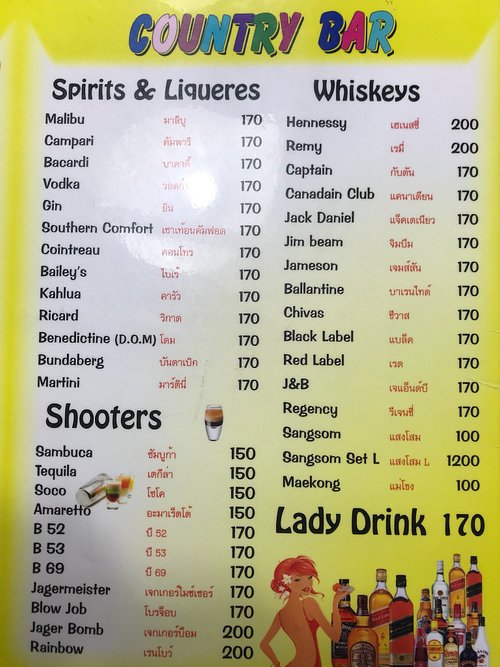 COUNTRY BAR
Spirits & Liqueres
Malibu มาลิบู 170
Campari คัมพารี 170
Bacardi บาคาดี้ 170
Vodka 170
Gin ยิน 170
Southern Comfort เซาเท้อนคัมฟอด 170
Cointreau คอนโทร 170
Bailey's 170
Kahlua คารัว 170
Ricard ริกาด 170
Benedictine (D.O.M) โดม 170
Bundaberg บันดาเบิก 170
Martini มาร์ตินี่ 170
Shooters
Sambuca ซัมบูก้า 150
Tequila เตกีล่า 150
Soco โซโค 150
Amaretto อะมาเร็ตโต้ 150
B 52 บี 52 170
B 53 บี 53 170
B 69 บี 69 170
Jagermeister เจกเกอร์ไมซ์เซอร์ 170
Blow Job โบรจ็อบ 170
Jager Bomb เจกเกอร์บ็อม 200
Rainbow เรนโบว์ 200
Whiskeys
Hennessy เฮเนสซี่ 200
Remy เรมี่ 200
Captain กัปตัน 170
Canadain Club แคนาเดียน 170
Jack Daniel แจ็คเดเนียว 170
Jim beam จิมบีม 170
Jameson เจมส์สัน 170
Ballantine บาเรนไทด์ 170
Chivas ชีวาส 170
Black Label แบล็ค 170
Red Label เรด 170
J&B เจแอ็นด์บี 170
Regency รีเจนซี่ 170
Sangsom แสงโสม 100
Sangsom Set L แสงโสม L 1200
Maekong แม่โขง 100
Lady Drink 170